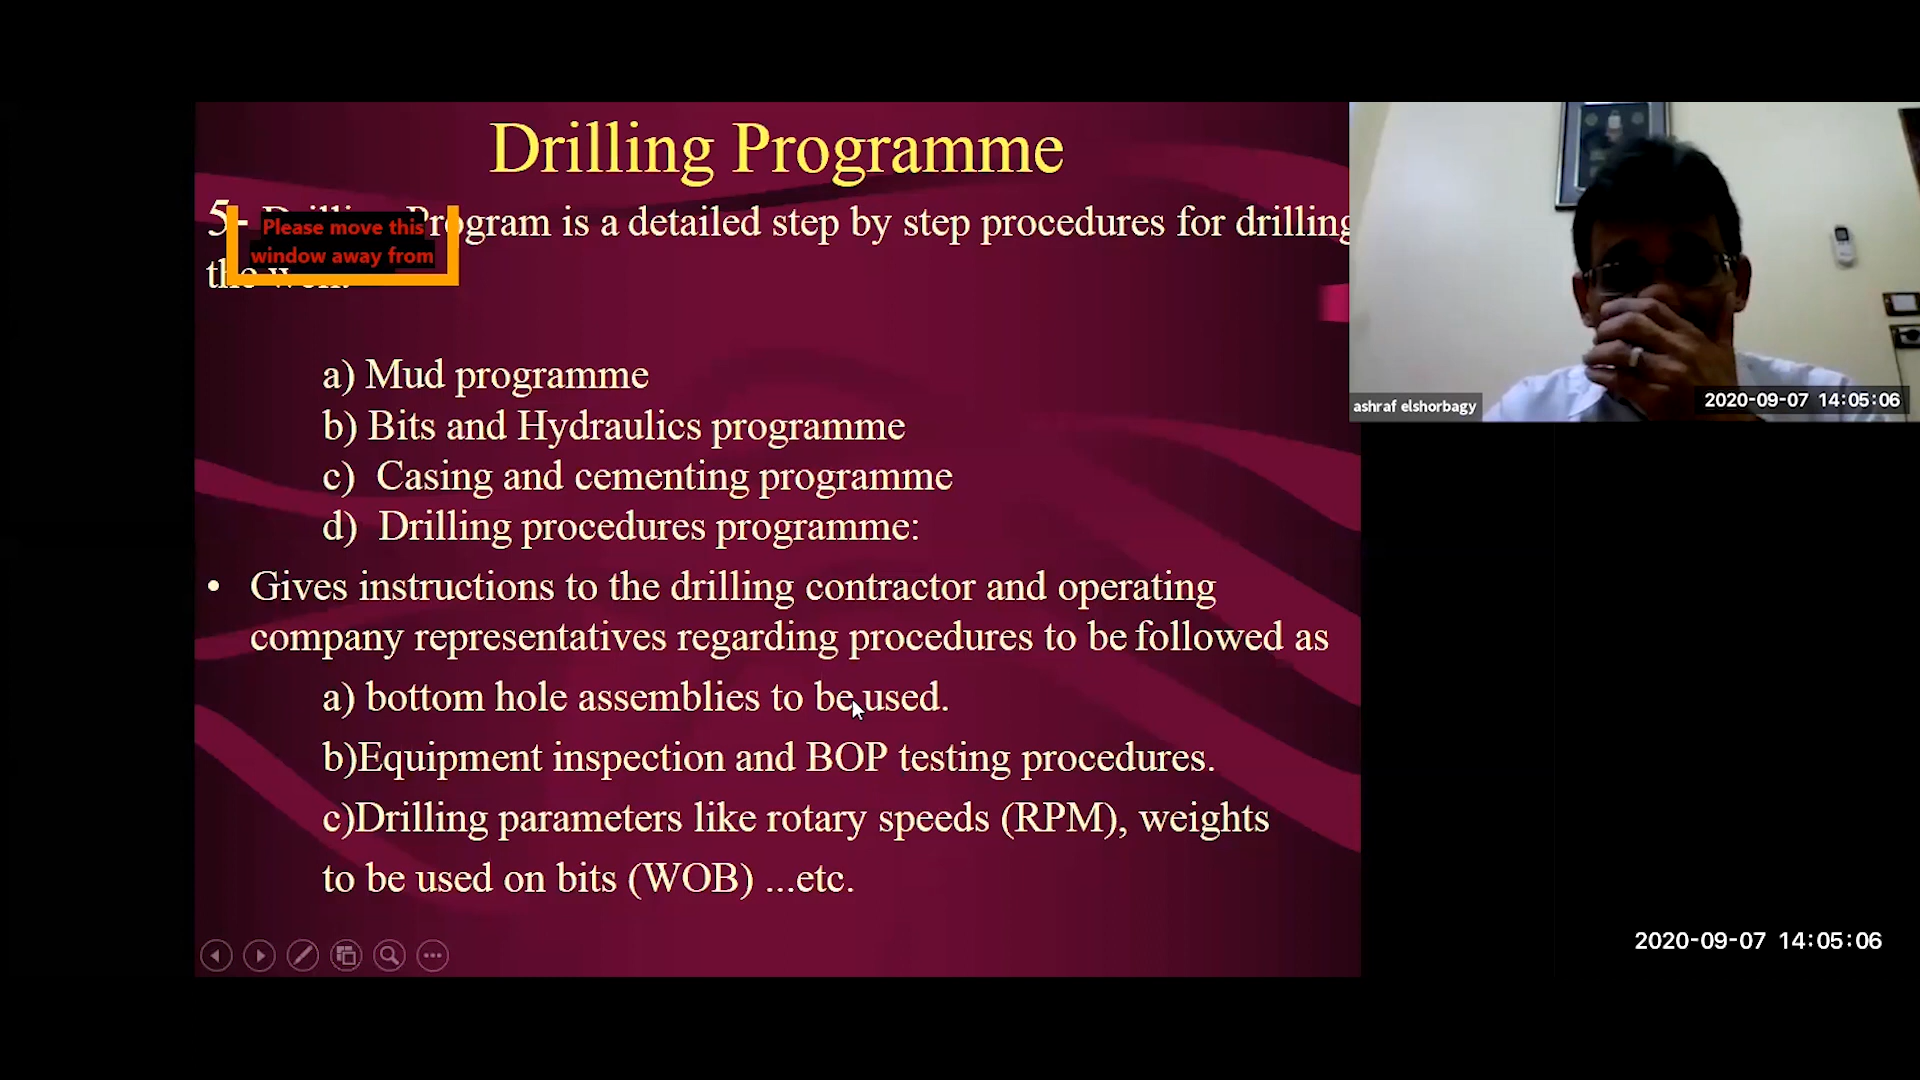 Drilling Programme
5- Drilling Program is a detailed step by step procedures for drilling
the well.
Please move this
window away from
a) Mud programme
b) Bits and Hydraulics programme
c) Casing and cementing programme
d) Drilling procedures programme:
• Gives instructions to the drilling contractor and operating
company representatives regarding procedures to be followed as
a) bottom hole assemblies to be used.
b)Equipment inspection and BOP testing procedures.
c)Drilling parameters like rotary speeds (RPM), weights
to be used on bits (WOB) ...etc.
ashraf elshorbagy
2020-09-07 14:05:06
2020-09-07 14:05:06